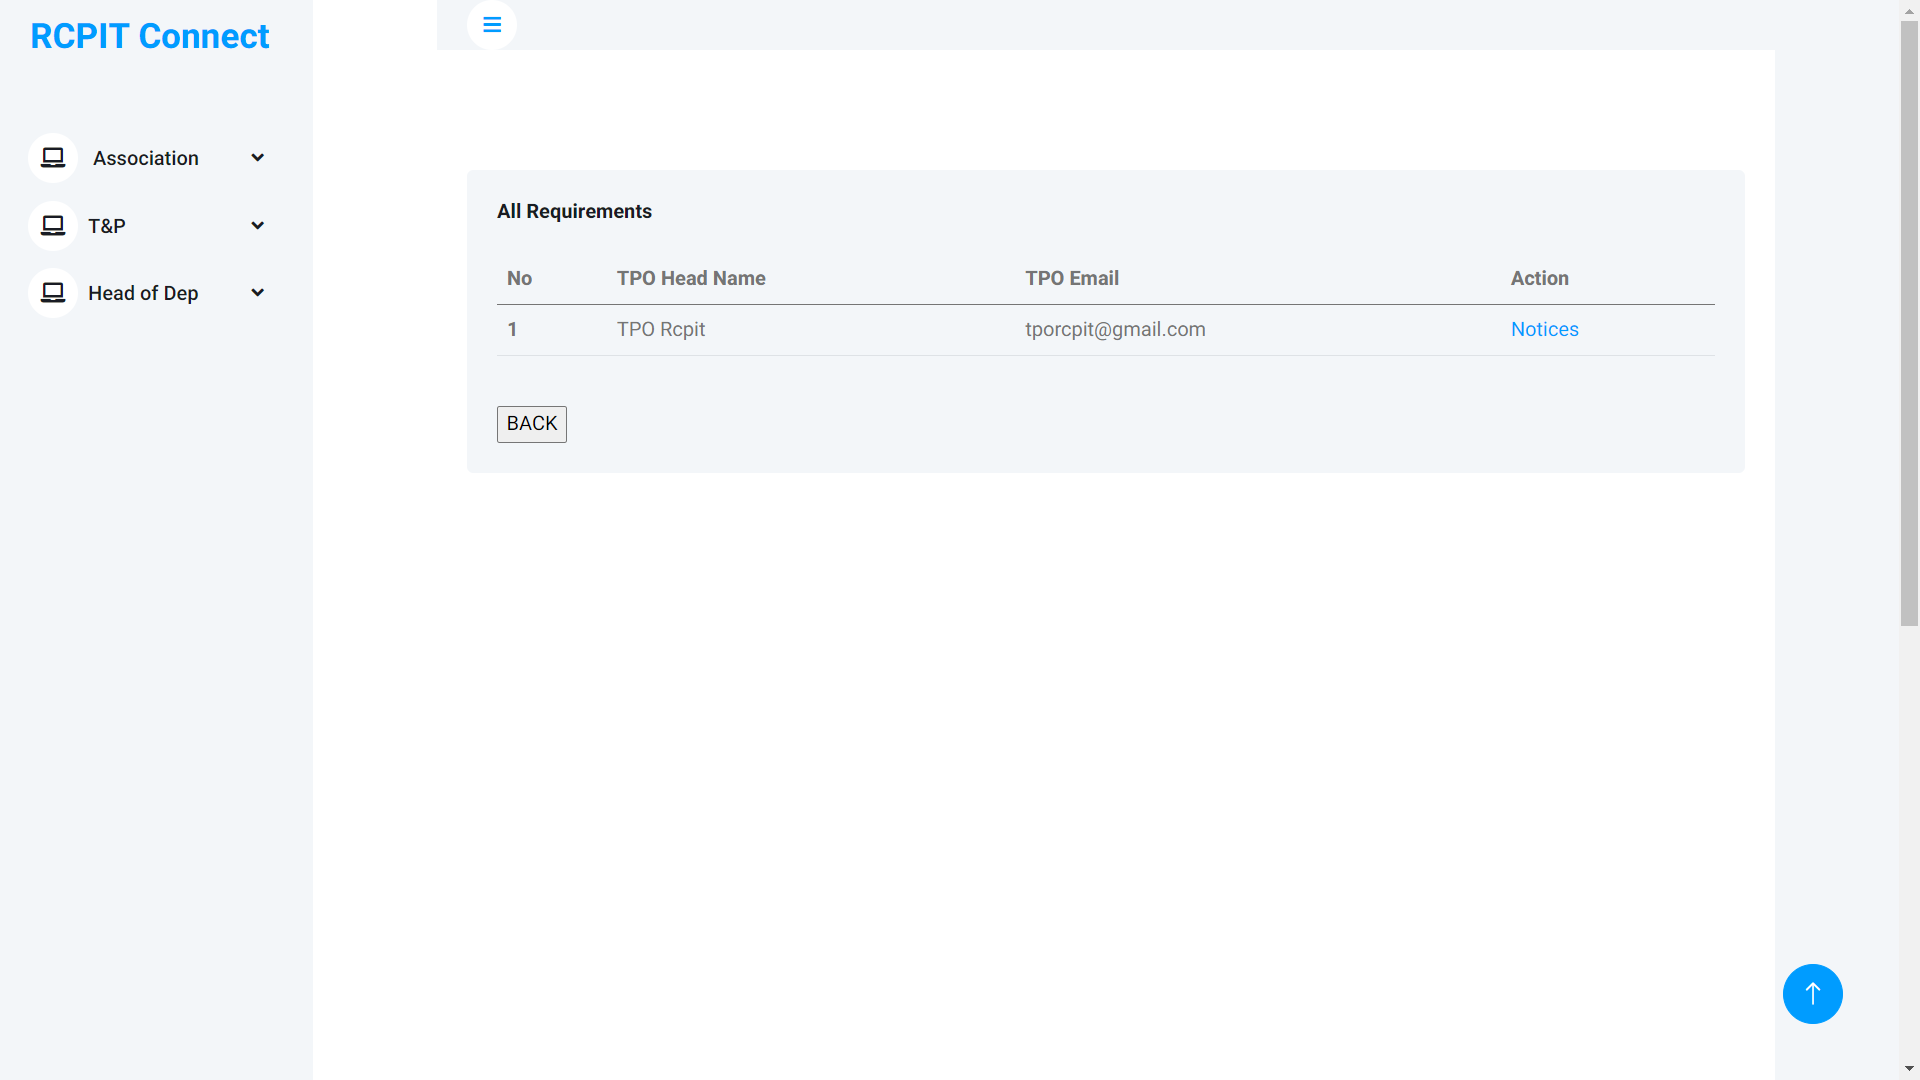 RCPIT Connect
Association
T&P
Head of Dep
All Requirements
No TPO Head Name TPO Email Action
1 TPO Rcpit tporcpit@gmail.com Notices
BACK